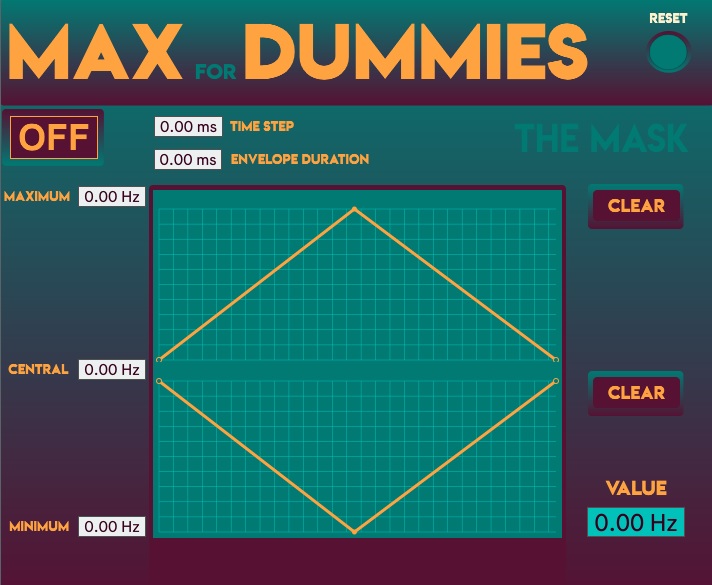 RESET
MAX FOR DUMMIES
OFF
0.00 ms TIME STEP
THE MASK
0.00 ms ENVELOPE DURATION
MAXIMUM 0.00 Hz
CLEAR
CENTRAL 0.00 Hz
CLEAR
VALUE
MINIMUM 0.00 Hz
0.00 Hz